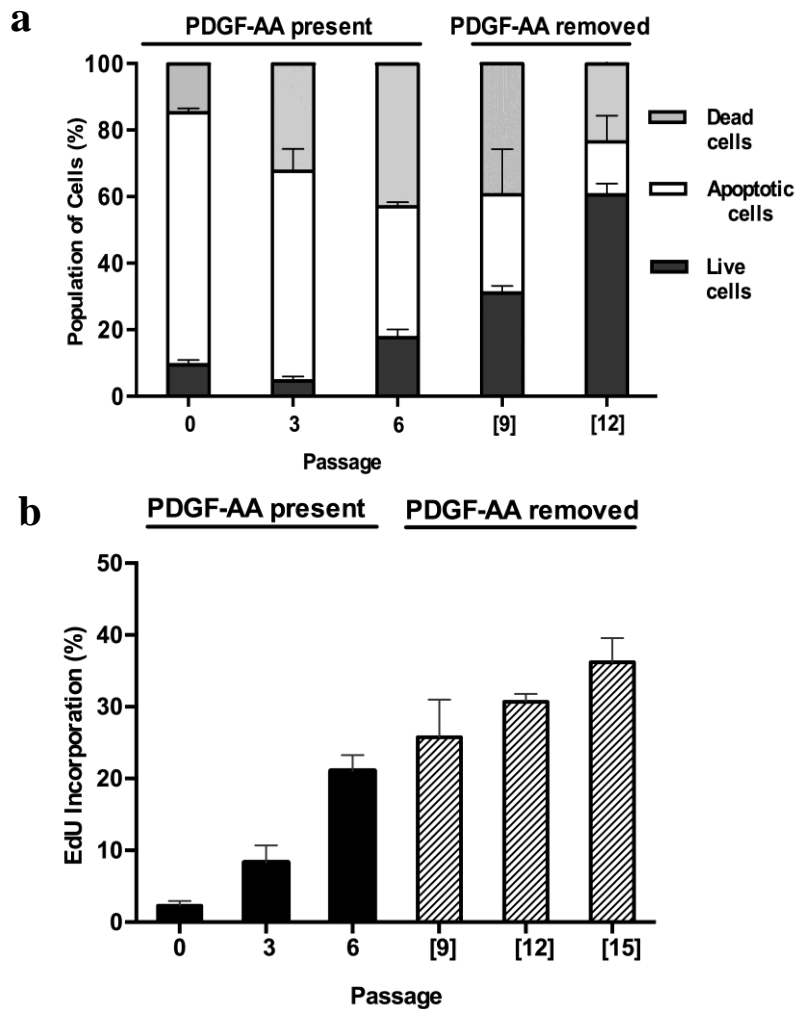 a
PDGF-AA present
PDGF-AA removed
Population of Cells (%)
100
80
60
40
20
0
0 3 6 [9] [12]
Passage
Dead
cells
Apoptotic
cells
Live
cells
b
PDGF-AA present
PDGF-AA removed
EdU Incorporation (%)
50
40
30
20
10
0
0 3 6 [9] [12] [15]
Passage